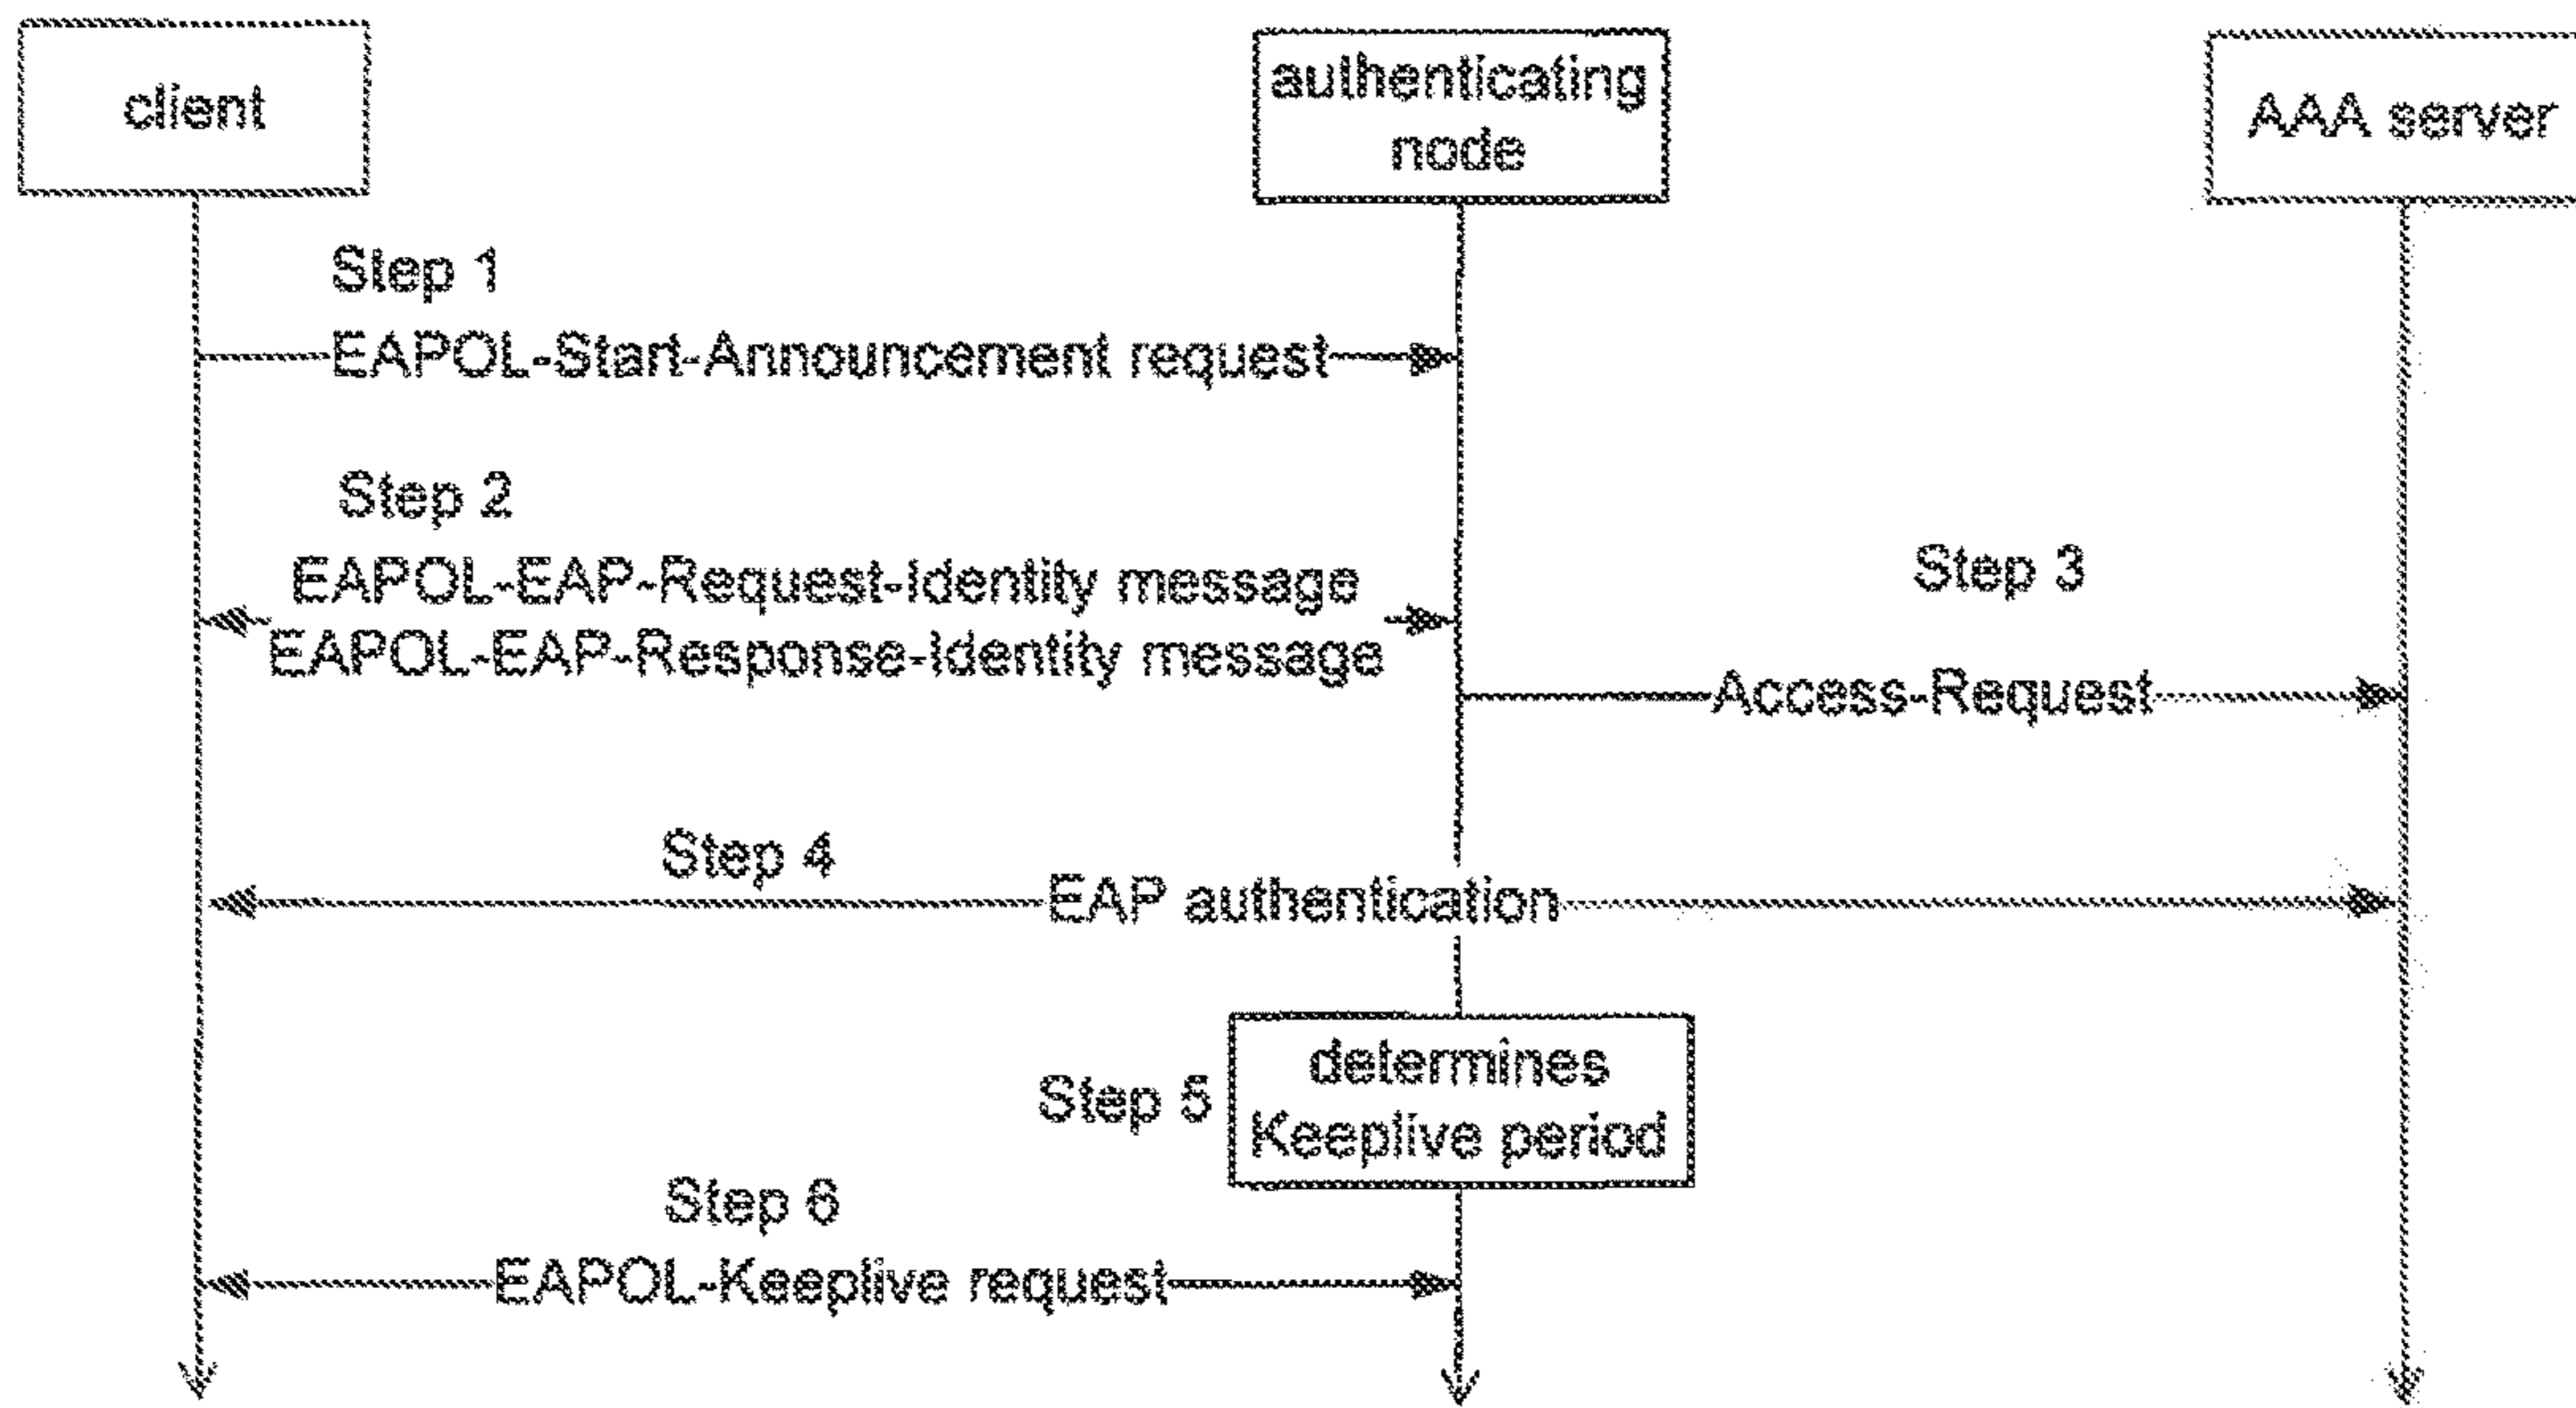 client
authenticating
node
AAA server
Step 1
EAPOL-Start-Announcement request
Step 2
EAPOL-EAP-Request-Identity message
EAPOL-EAP-Response-Identity message
Step 3
Access-Request
Step 4
EAP authentication
Step 5
determines
Keeplive period
Step 6
EAPOL-Keeplive request